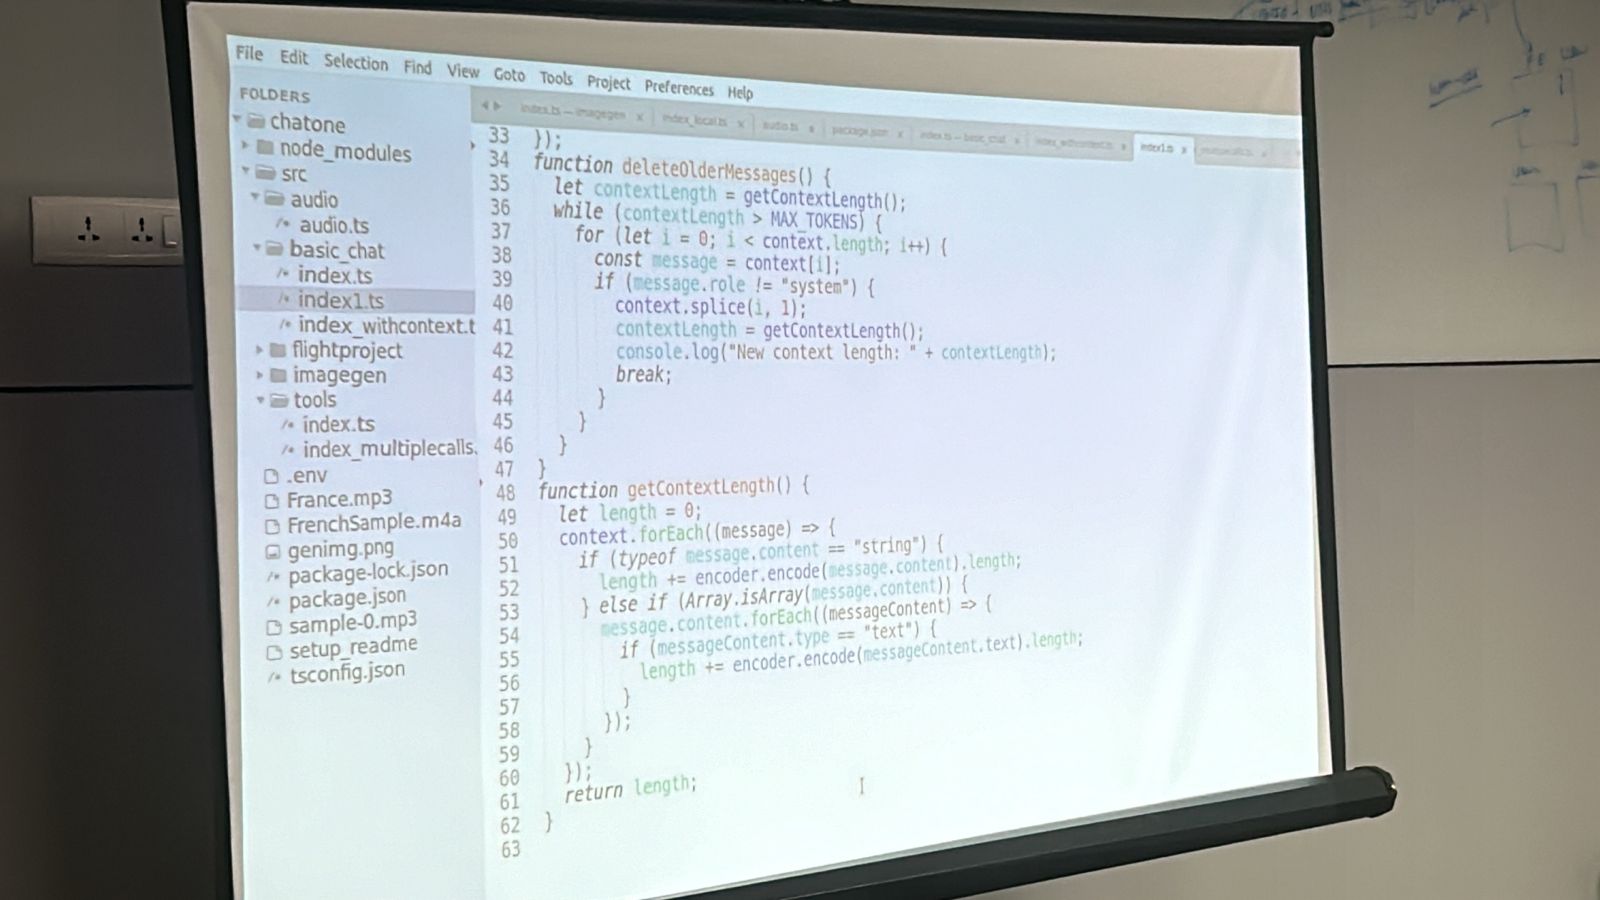 File Edit Selection Find View Goto Tools Project Preferences Help
FOLDERS
chatone
node_modules
src
audio
audio.ts
basic_chat
index.ts
index1.ts
index_withcontext.t
flightproject
imagegen
tools
index.ts
index_multiplecalls.
.env
France.mp3
FrenchSample.m4a
genimg.png
package-lock.json
package.json
sample-0.mp3
setup_readme
tsconfig.json
index.ts — imagegen x index_local.ts x audio.ts x package.json x index.ts — basic_chat x index_withcontext.ts x index1.ts x
33 });
34 function deleteOlderMessages() {
35 let contextLength = getContextLength();
36 while (contextLength > MAX_TOKENS) {
37 for (let i = 0; i < context.length; i++) {
38 const message = context[i];
39 if (message.role != "system") {
40 context.splice(i, 1);
41 contextLength = getContextLength();
42 console.log("New context length: " + contextLength);
43 break;
44 }
45 }
46 }
47 }
48 function getContextLength() {
49 let length = 0;
50 context.forEach((message) => {
51 if (typeof message.content == "string") {
52 length += encoder.encode(message.content).length;
53 } else if (Array.isArray(message.content)) {
54 message.content.forEach((messageContent) => {
55 if (messageContent.type == "text") {
56 length += encoder.encode(messageContent.text).length;
57 }
58 });
59 }
60 });
61 return length;
62 }
63